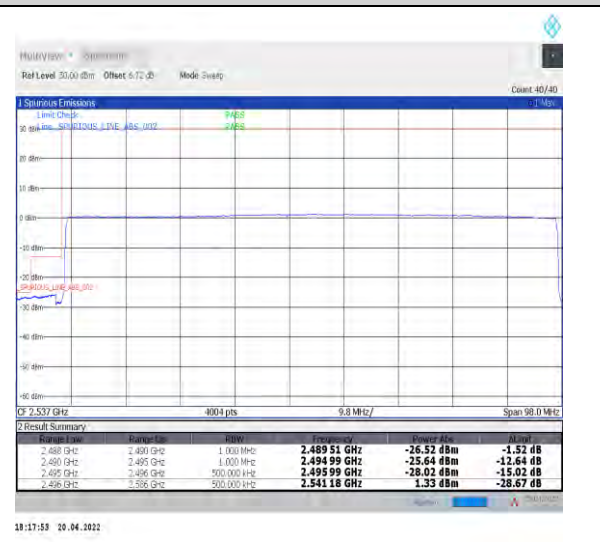 MultiView Spectrum
Ref Level 30.00 dBm Offset 6.72 dB Mode Sweep
Count 40/40
1 Spurious Emissions 1 Max
Limit Check PASS
30 dBm Line _SPURIOUS_LINE_ABS_002 PASS
20 dBm
10 dBm
0 dBm
-10 dBm
-20 dBm
_SPURIOUS_LINE_ABS_002
-30 dBm
-40 dBm
-50 dBm
-60 dBm
CF 2.537 GHz 4004 pts 9.8 MHz/ Span 98.0 MHz
2 Result Summary
Range Low Range Up RBW Frequency Power Abs ΔLimit
2.488 GHz 2.490 GHz 1.000 MHz 2.489 51 GHz -26.52 dBm -1.52 dB
2.490 GHz 2.495 GHz 1.000 MHz 2.494 99 GHz -25.64 dBm -12.64 dB
2.495 GHz 2.496 GHz 500.000 kHz 2.495 99 GHz -28.02 dBm -15.02 dB
2.496 GHz 2.586 GHz 500.000 kHz 2.541 18 GHz 1.33 dBm -28.67 dB
18:17:53 20.04.2022